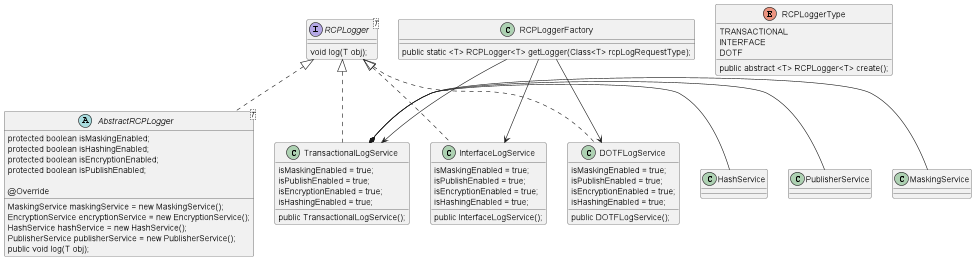 I RCPLogger T
void log(T obj);
C RCPLoggerFactory
public static <T> RCPLogger<T> getLogger(Class<T> rcpLogRequestType);
E RCPLoggerType
TRANSACTIONAL
INTERFACE
DOTF
public abstract <T> RCPLogger<T> create();
A AbstractRCPLogger T
protected boolean isMaskingEnabled;
protected boolean isHashingEnabled;
protected boolean isEncryptionEnabled;
protected boolean isPublishEnabled;
@Override
MaskingService maskingService = new MaskingService();
EncryptionService encryptionService = new EncryptionService();
HashService hashService = new HashService();
PublisherService publisherService = new PublisherService();
public void log(T obj);
C TransactionalLogService
isMaskingEnabled = true;
isPublishEnabled = true;
isEncryptionEnabled = true;
isHashingEnabled = true;
public TransactionalLogService();
C InterfaceLogService
isMaskingEnabled = true;
isPublishEnabled = true;
isEncryptionEnabled = true;
isHashingEnabled = true;
public InterfaceLogService();
C DOTFLogService
isMaskingEnabled = true;
isPublishEnabled = true;
isEncryptionEnabled = true;
isHashingEnabled = true;
public DOTFLogService();
C HashService
C PublisherService
C MaskingService